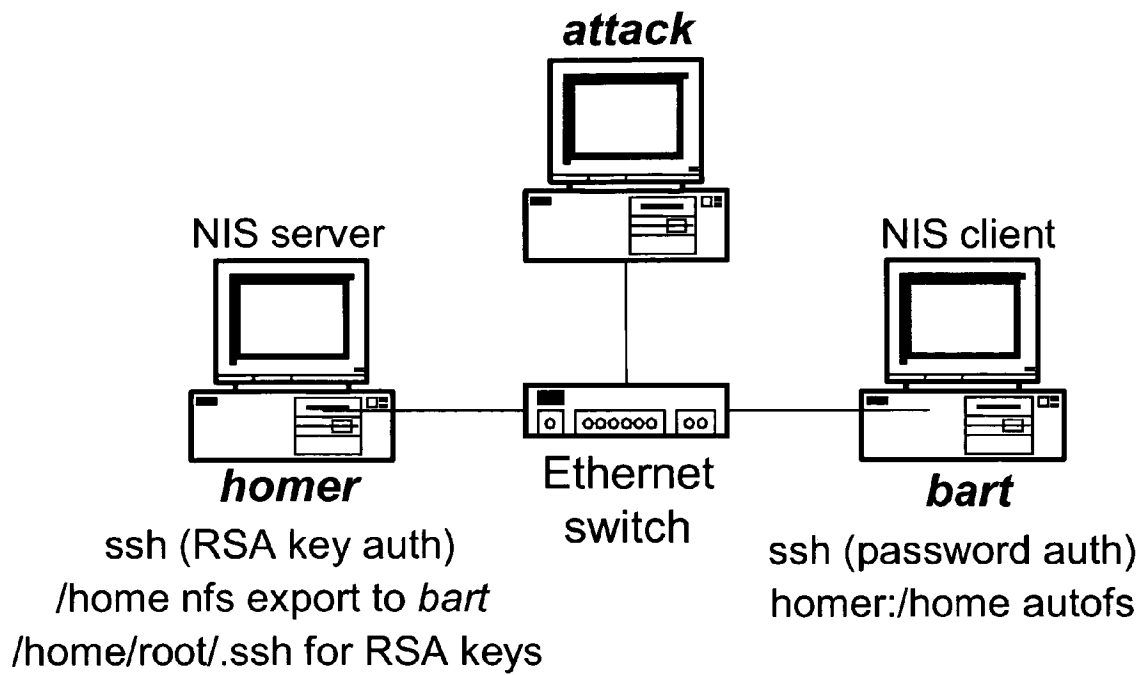 attack
NIS server
NIS client
homer
Ethernet
switch
bart
ssh (RSA key auth)
/home nfs export to bart
/home/root/.ssh for RSA keys
ssh (password auth)
homer:/home autofs